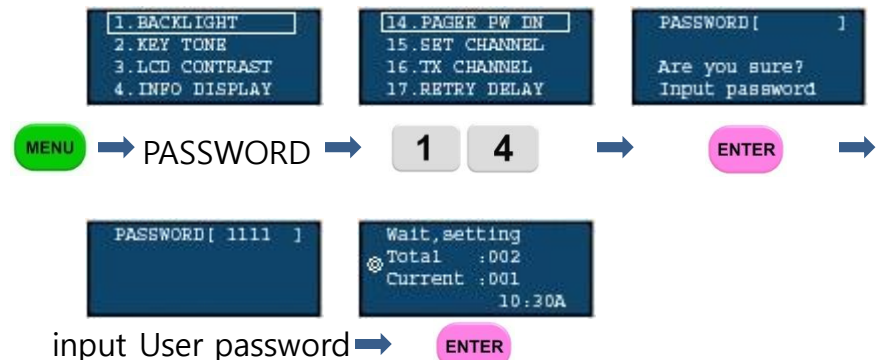 1.BACKLIGHT
2.KEY TONE
3.LCD CONTRAST
4.INFO DISPLAY
14.PAGER PW DN
15.SET CHANNEL
16.TX CHANNEL
17.RETRY DELAY
PASSWORD[ ]
Are you sure?
Input password
MENU
PASSWORD
1 4
ENTER
PASSWORD[ 1111 ]
Wait,setting
Total :002
Current :001
10:30A
input User password
ENTER